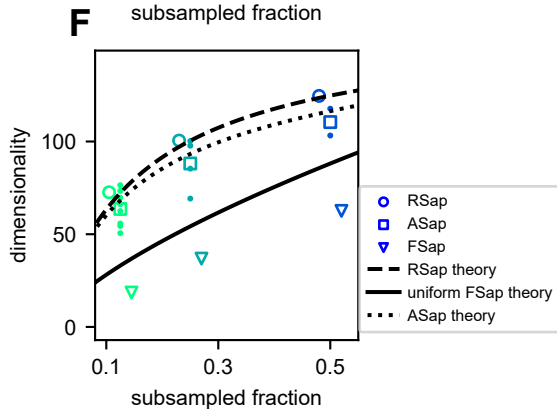 subsampled fraction
F
dimensionality
100
50
0
0.1
0.3
0.5
subsampled fraction
RSap
ASap
FSap
RSap theory
uniform FSap theory
ASap theory